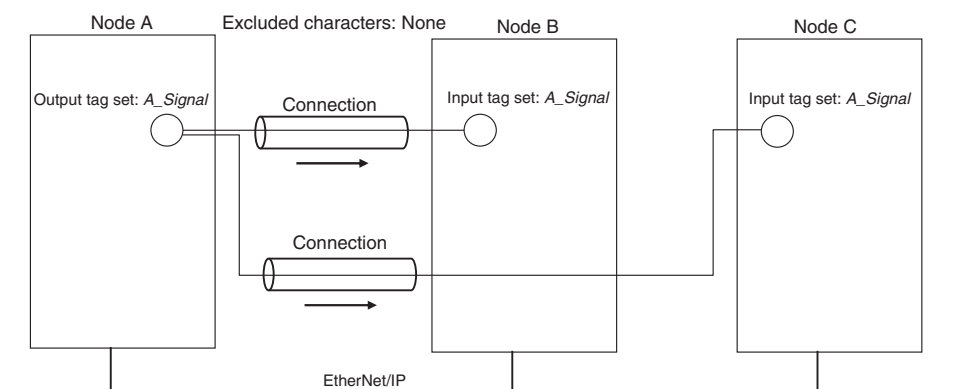 Node A
Excluded characters: None
Node B
Node C
Output tag set: A_Signal
Connection
Input tag set: A_Signal
Input tag set: A_Signal
Connection
EtherNet/IP